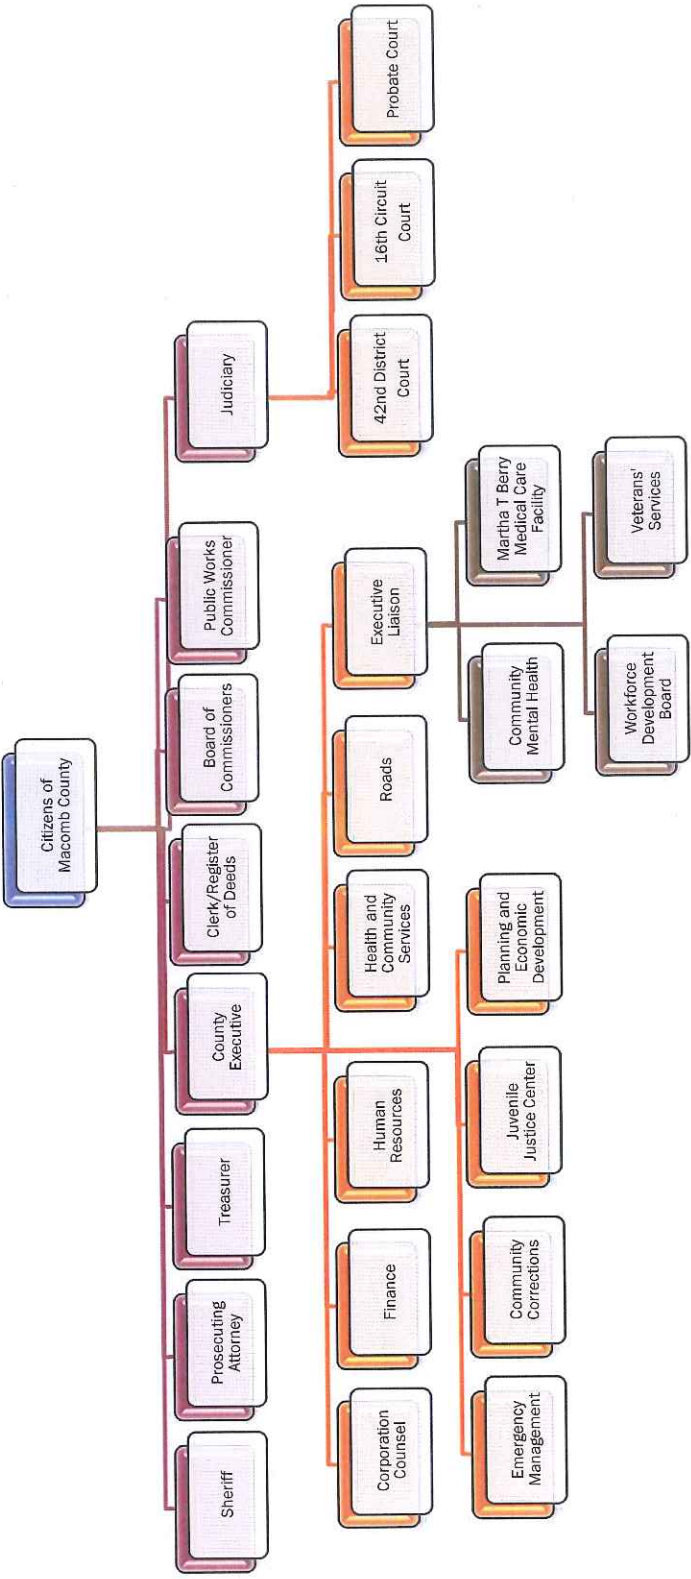 Citizens of
Macomb County
Sheriff
Prosecuting
Attorney
Treasurer
County
Executive
Clerk/Register
of Deeds
Board of
Commissioners
Public Works
Commissioner
Judiciary
Corporation
Counsel
Finance
Human
Resources
Health and
Community
Services
Roads
Executive
Liaison
42nd District
Court
16th Circuit
Court
Probate Court
Emergency
Management
Community
Corrections
Juvenile
Justice Center
Planning and
Economic
Development
Community
Mental Health
Martha T Berry
Medical Care
Facility
Workforce
Development
Board
Veterans'
Services